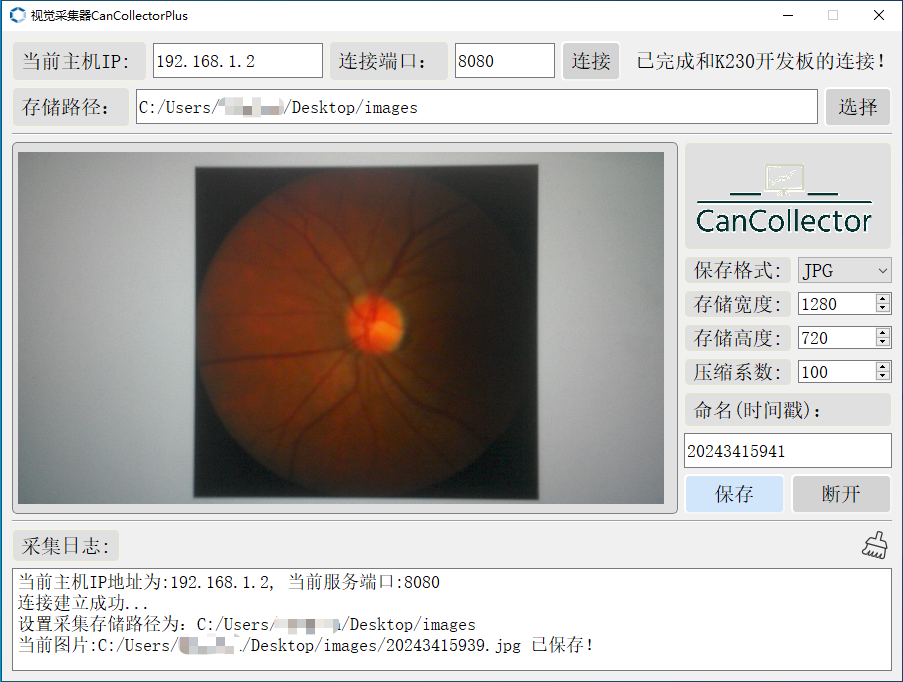 视觉采集器CanCollectorPlus
当前主机IP: 192.168.1.2 连接端口: 8080 连接 已完成和K230开发板的连接!
存储路径: C:/Users/ /Desktop/images 选择
CanCollector
保存格式: JPG
存储宽度: 1280
存储高度: 720
压缩系数: 100
命名(时间戳):
20243415941
保存 断开
采集日志:
当前主机IP地址为:192.168.1.2, 当前服务端口:8080
连接建立成功...
设置采集存储路径为: C:/Users/ /Desktop/images
当前图片:C:/Users/ /Desktop/images/20243415939.jpg 已保存!